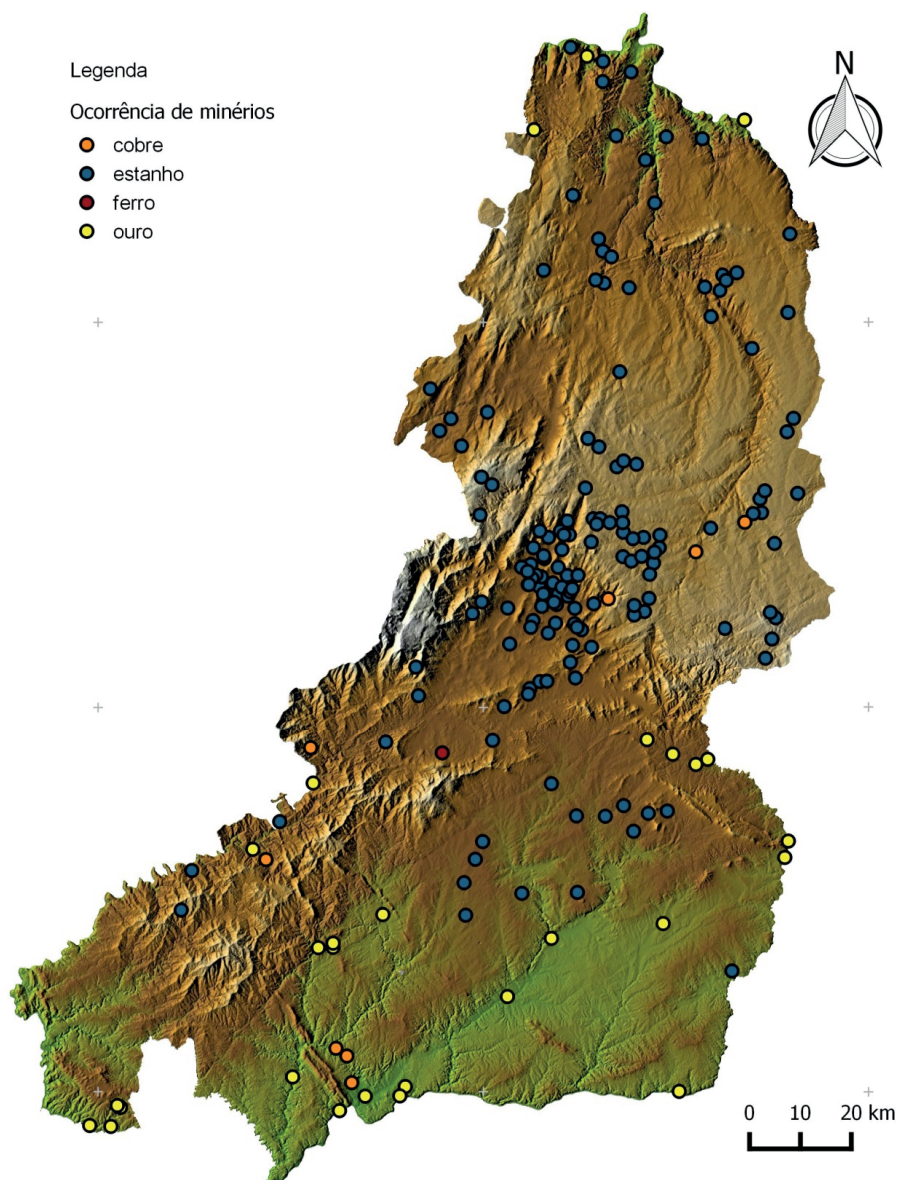 Legenda
N
Ocorrência de minérios
cobre
estanho
ferro
ouro
0 10 20 km